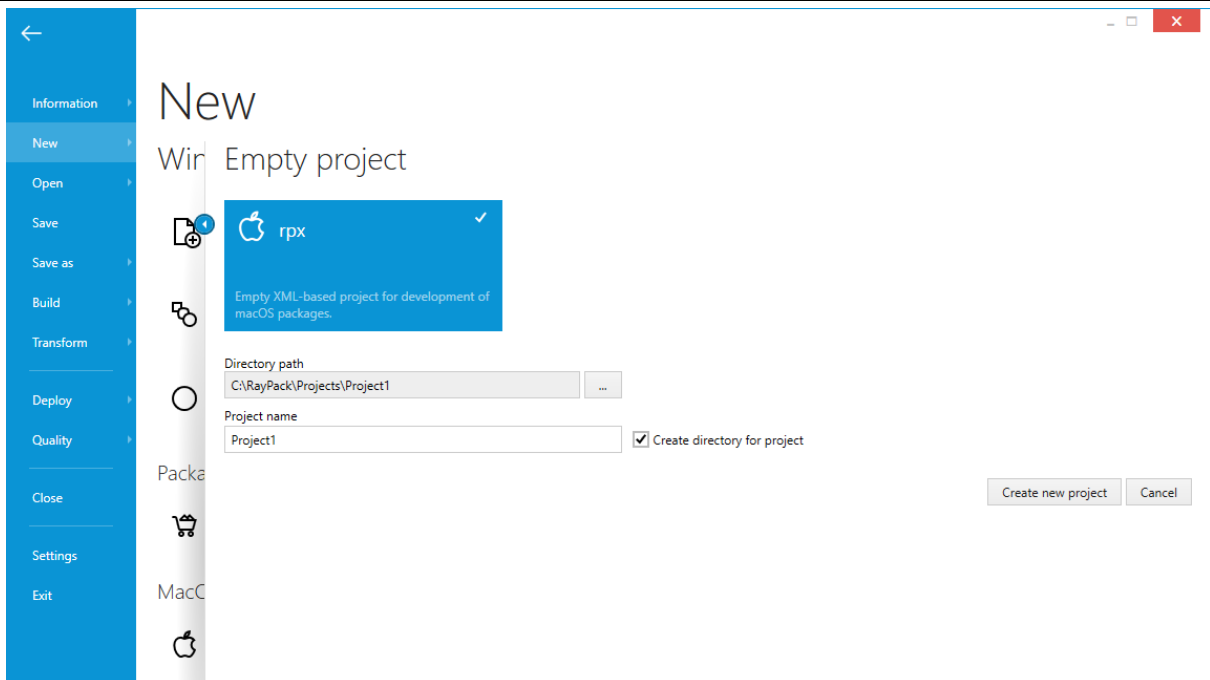 Information
New
Open
Save
Save as
Build
Transform
Deploy
Quality
Close
Settings
Exit
New
Wir
Packa
MacC
Empty project
rpx
Empty XML-based project for development of
macOS packages.
Directory path
C:\RayPack\Projects\Project1
...
Project name
Project1
Create directory for project
Create new project
Cancel